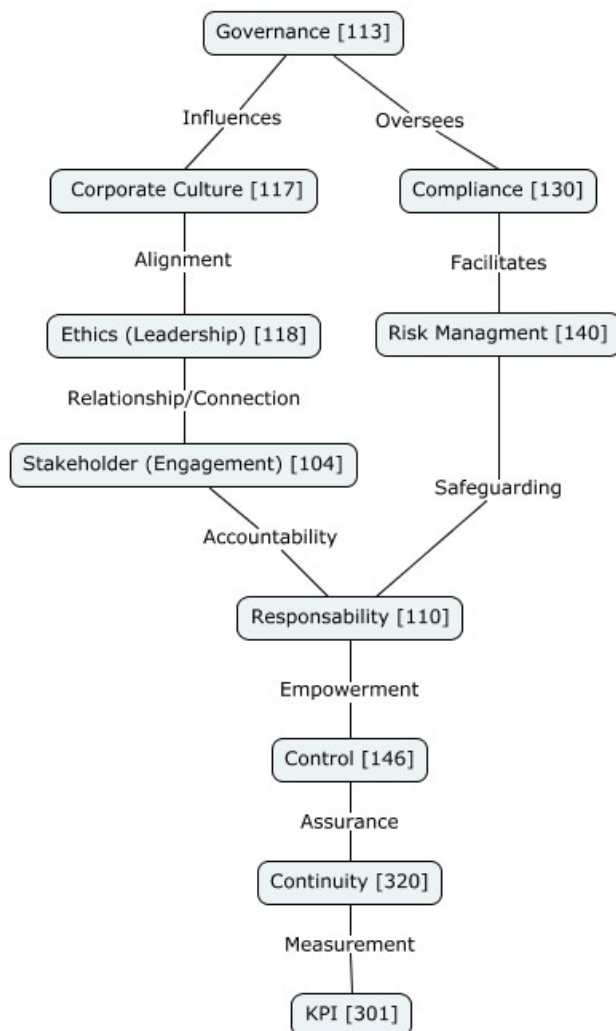 Governance [113]
Influences
Oversees
Corporate Culture [117]
Compliance [130]
Alignment
Facilitates
Ethics (Leadership) [118]
Risk Managment [140]
Relationship/Connection
Stakeholder (Engagement) [104]
Safeguarding
Accountability
Responsability [110]
Empowerment
Control [146]
Assurance
Continuity [320]
Measurement
KPI [301]